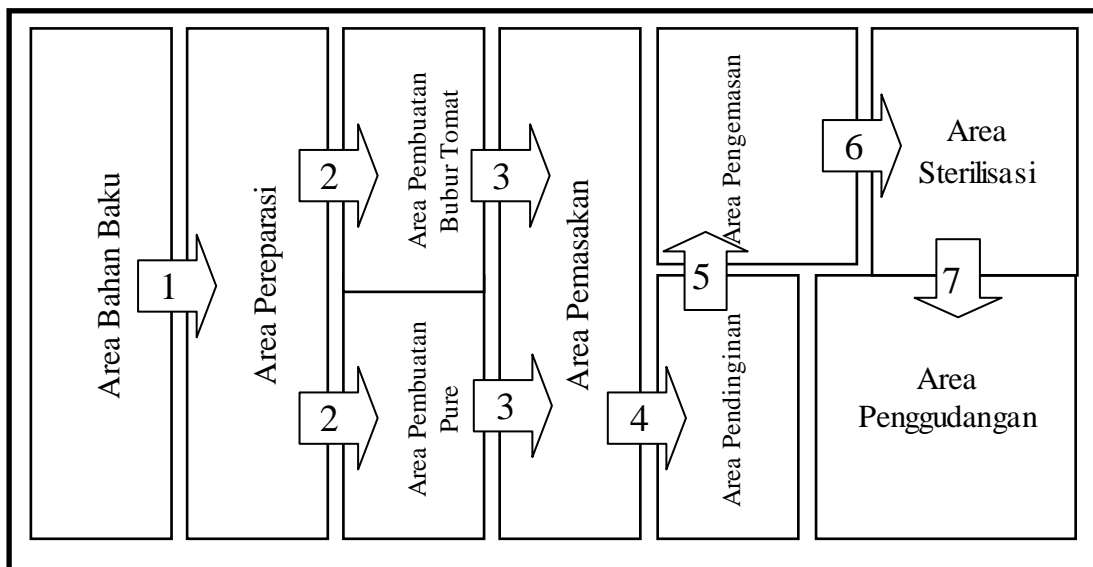 Area Bahan Baku
1
Area Pereparasi
2
2
Area Pembuatan
Bubur Tomat
Area Pembuatan
Pure
3
3
Area Pemasakan
4
Area Pendinginan
5
Area Pengemasan
6
Area
Sterilisasi
7
Area
Penggudangan